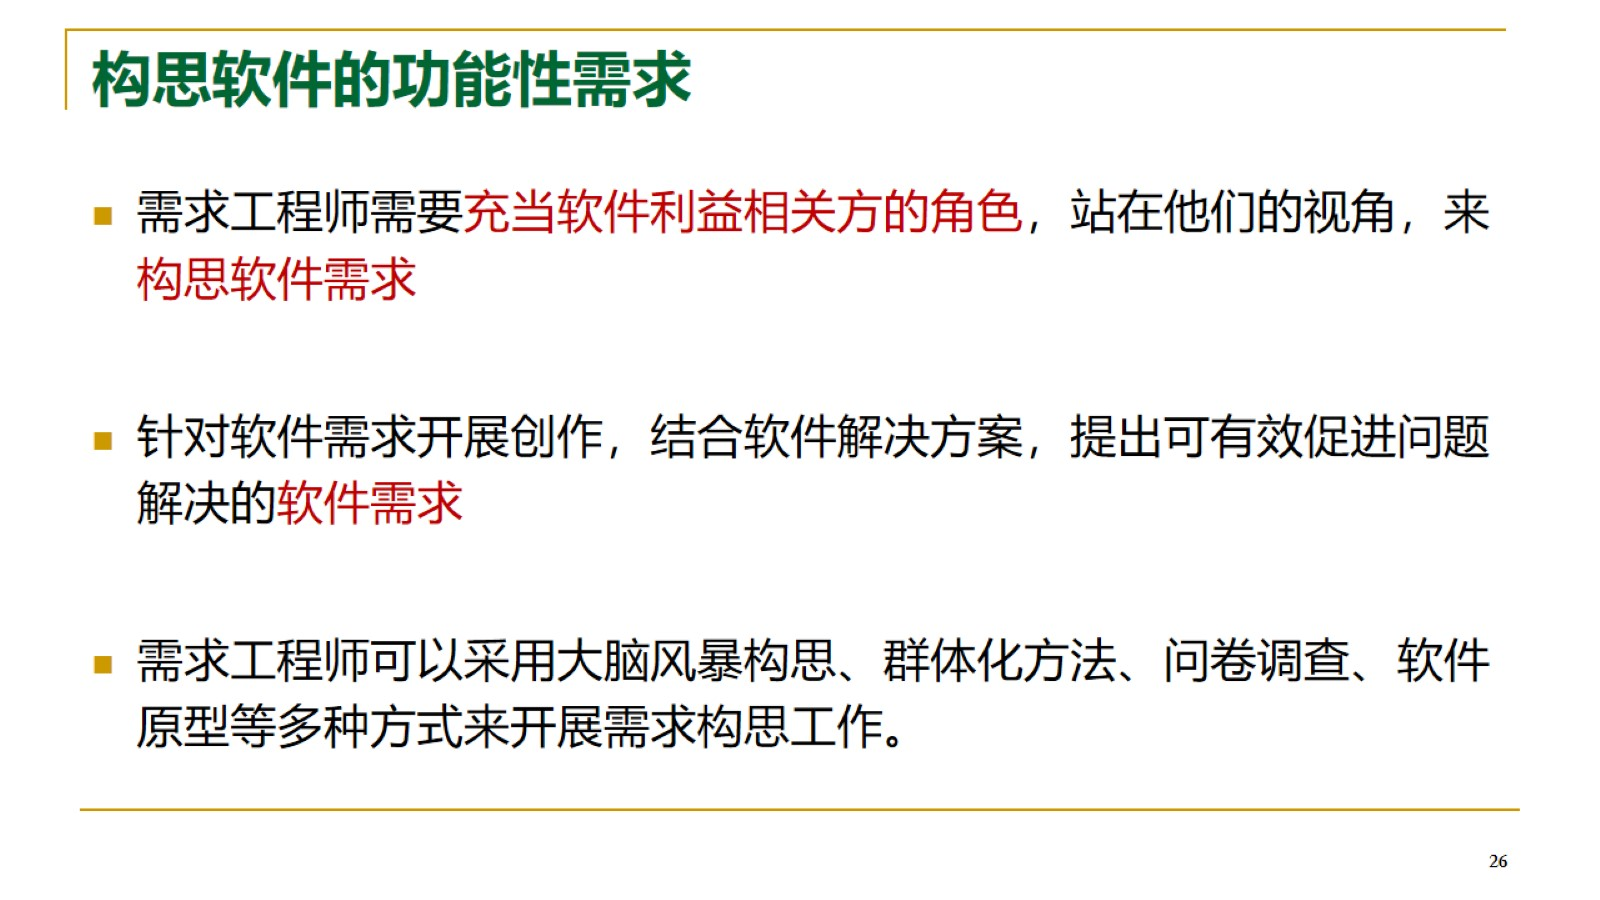 构思软件的功能性需求
需求工程师需要充当软件利益相关方的角色，站在他们的视角，来
构思软件需求
针对软件需求开展创作，结合软件解决方案，提出可有效促进问题
解决的软件需求
需求工程师可以采用大脑风暴构思、群体化方法、问卷调查、软件
原型等多种方式来开展需求构思工作。
26